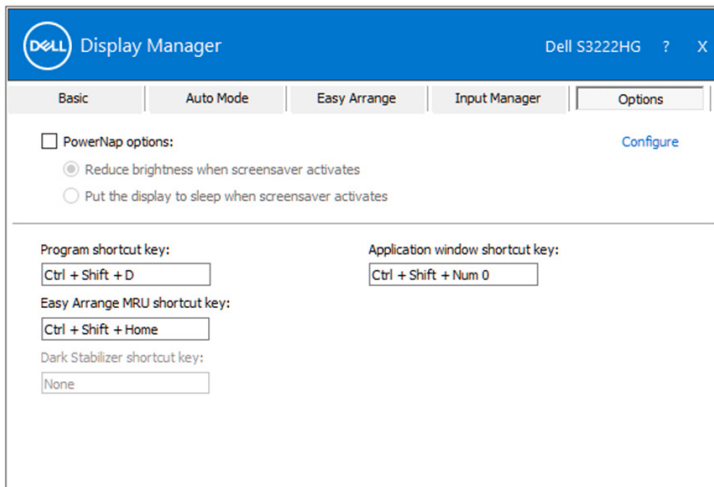 DELL Display Manager Dell S3222HG ? X
Basic Auto Mode Easy Arrange Input Manager Options
PowerNap options: Configure
Reduce brightness when screensaver activates
Put the display to sleep when screensaver activates
Program shortcut key: Application window shortcut key:
Ctrl + Shift + D Ctrl + Shift + Num 0
Easy Arrange MRU shortcut key:
Ctrl + Shift + Home
Dark Stabilizer shortcut key:
None